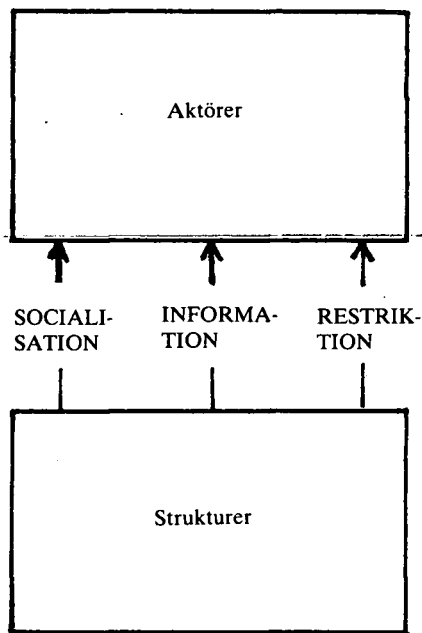 Aktörer
SOCIALI-
SATION
INFORMA-
TION
RESTRIK-
TION
Strukturer